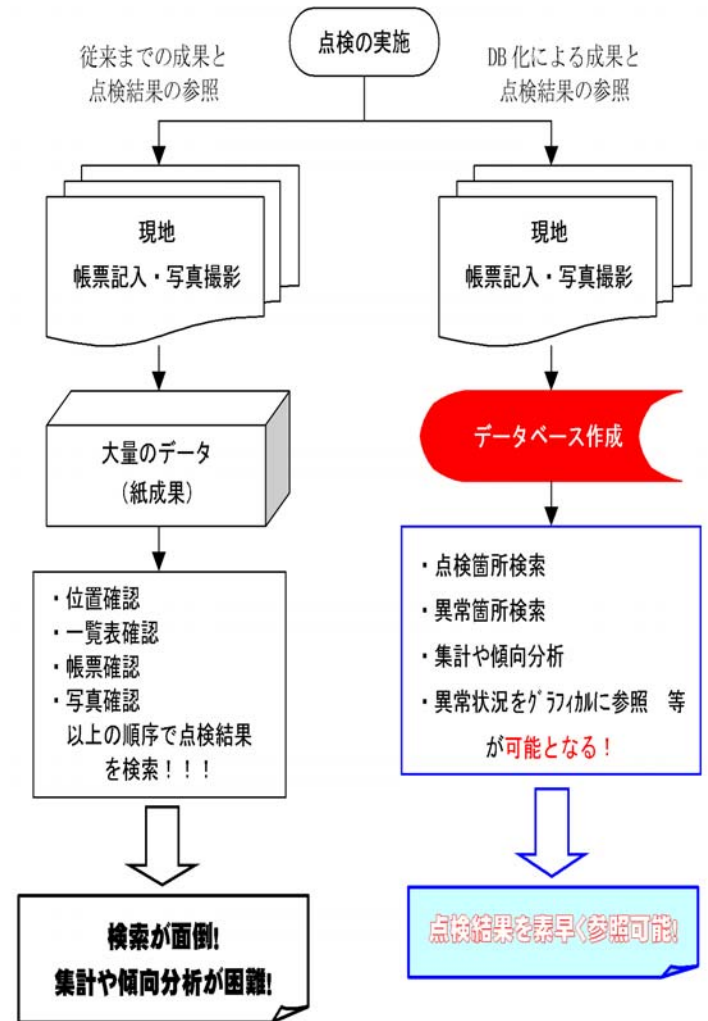 点検の実施
従来までの成果と
点検結果の参照
DB 化による成果と
点検結果の参照
現地
帳票記入・写真撮影
大量のデータ
(紙成果)
・位置確認
・一覧表確認
・帳票確認
・写真確認
以上の順序で点検結果
を検索！！！
検索が面倒!
集計や傾向分析が困難!
現地
帳票記入・写真撮影
データベース作成
・点検箇所検索
・異常箇所検索
・集計や傾向分析
・異常状況をｸﾞﾗﾌｨｶﾙに参照　等
が可能となる！
点検結果を素早く参照可能!